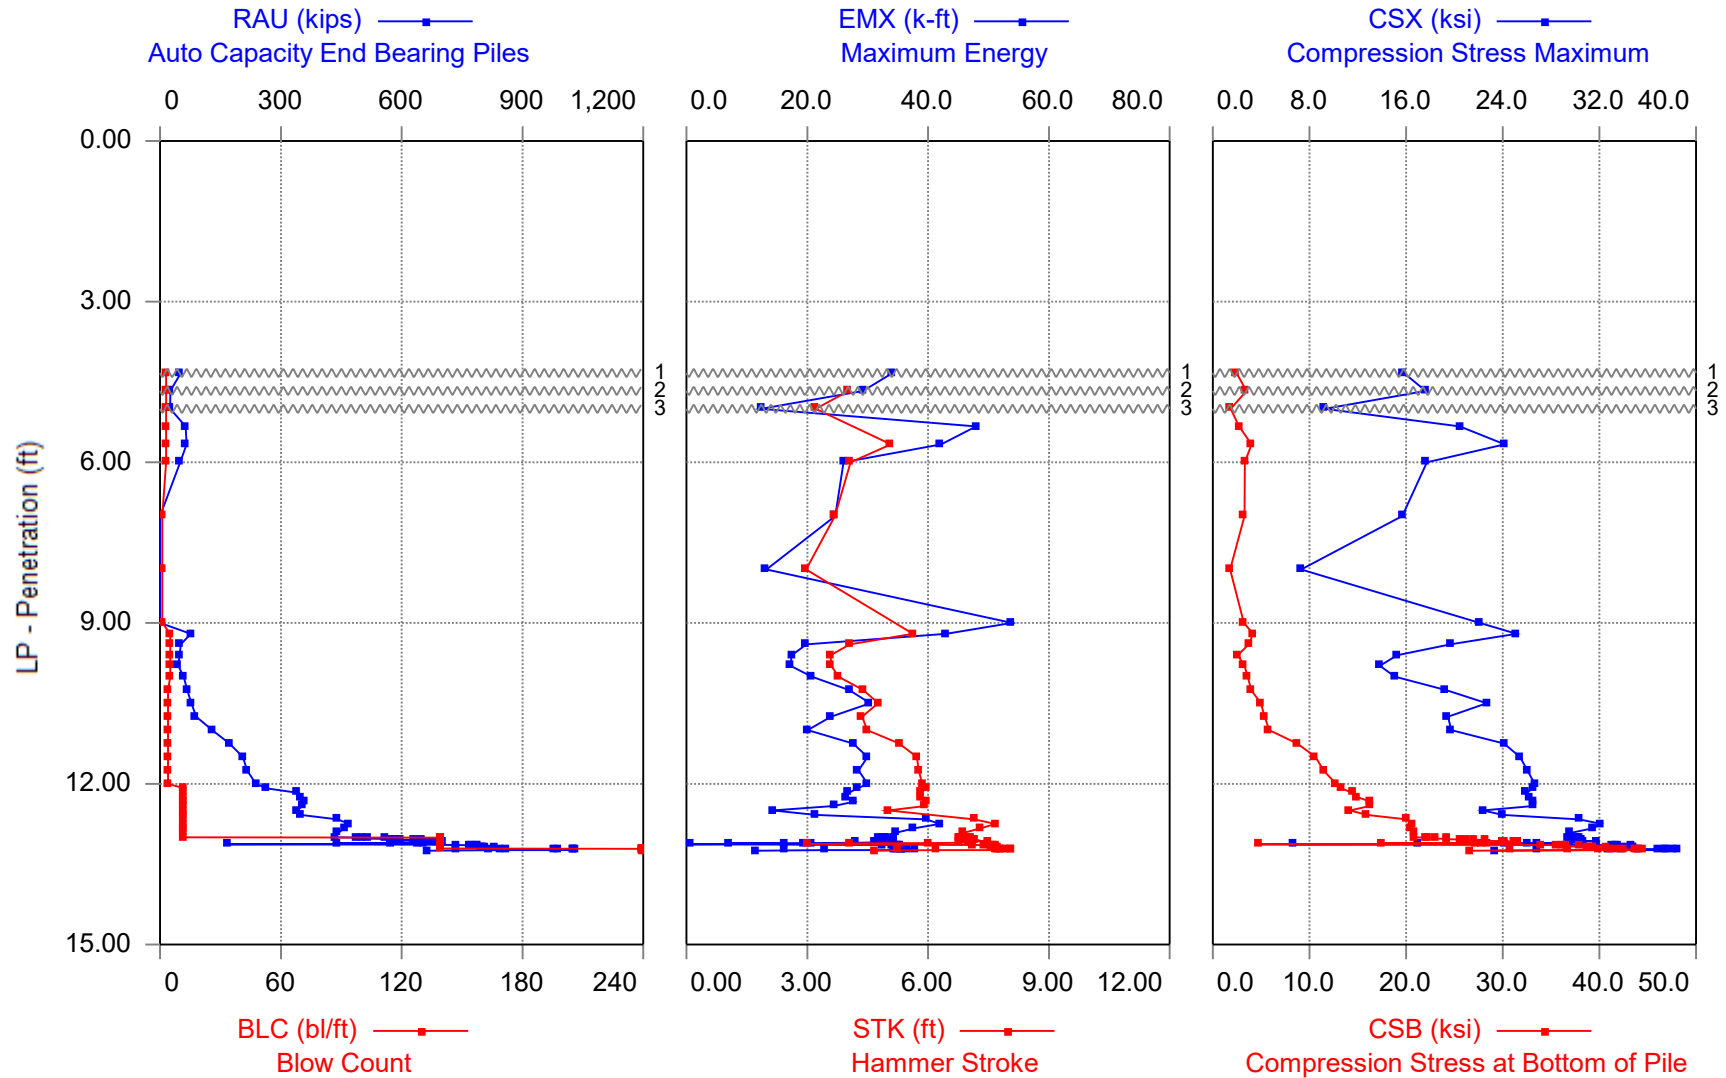 RAU (kips)
Auto Capacity End Bearing Piles
EMX (k-ft)
Maximum Energy
CSX (ksi)
Compression Stress Maximum
0 300 600 900 1,200
0.0 20.0 40.0 60.0 80.0
0.0 8.0 16.0 24.0 32.0 40.0
0.00
3.00
6.00
9.00
12.00
15.00
LP - Penetration (ft)
1
2
3
1
2
3
1
2
3
0 60 120 180 240
0.00 3.00 6.00 9.00 12.00
0.0 10.0 20.0 30.0 40.0 50.0
BLC (bl/ft)
Blow Count
STK (ft)
Hammer Stroke
CSB (ksi)
Compression Stress at Bottom of Pile